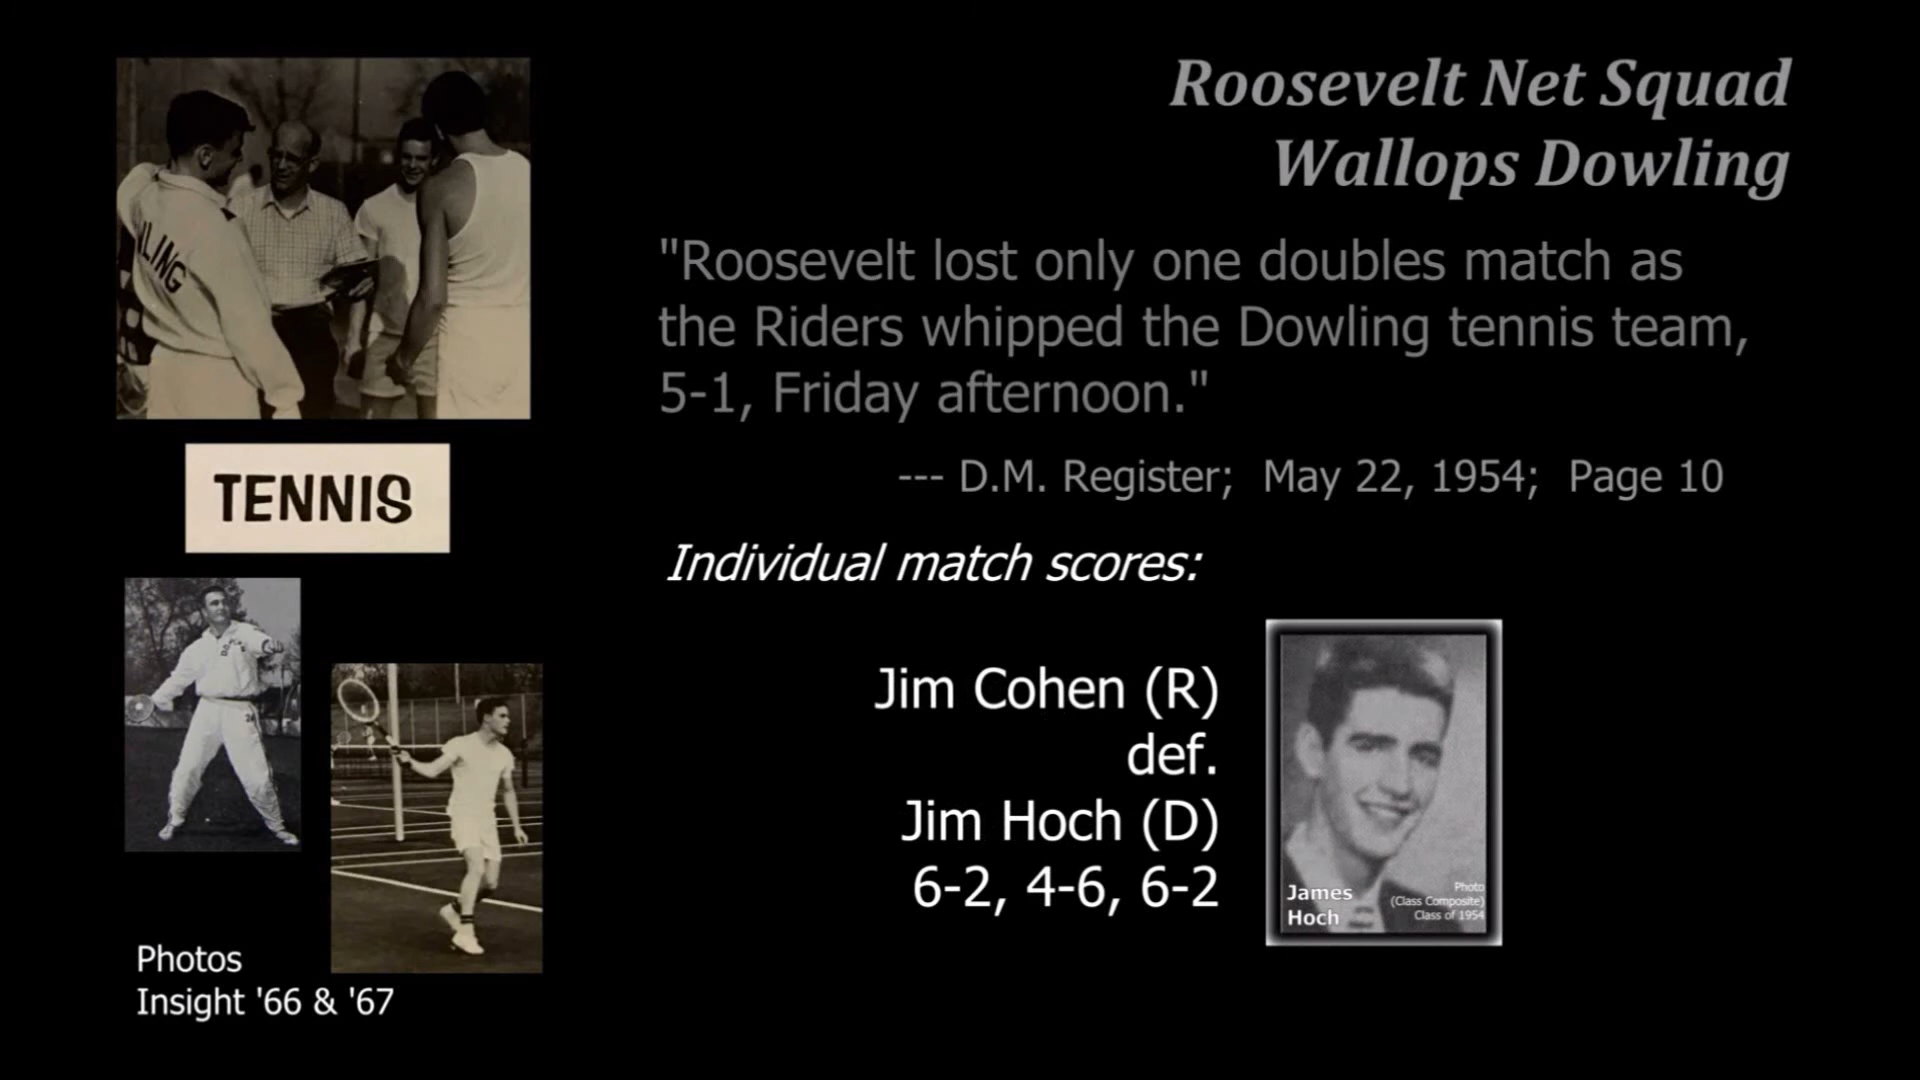 Roosevelt Net Squad
Wallops Dowling
"Roosevelt lost only one doubles match as
the Riders whipped the Dowling tennis team,
5-1, Friday afternoon."
--- D.M. Register;  May 22, 1954;  Page 10
LING
TENNIS
Individual match scores:
Jim Cohen (R)
def.
Jim Hoch (D)
6-2, 4-6, 6-2
James
Hoch
Photo
(Class Composite)
Class of 1954
Photos
Insight '66 & '67